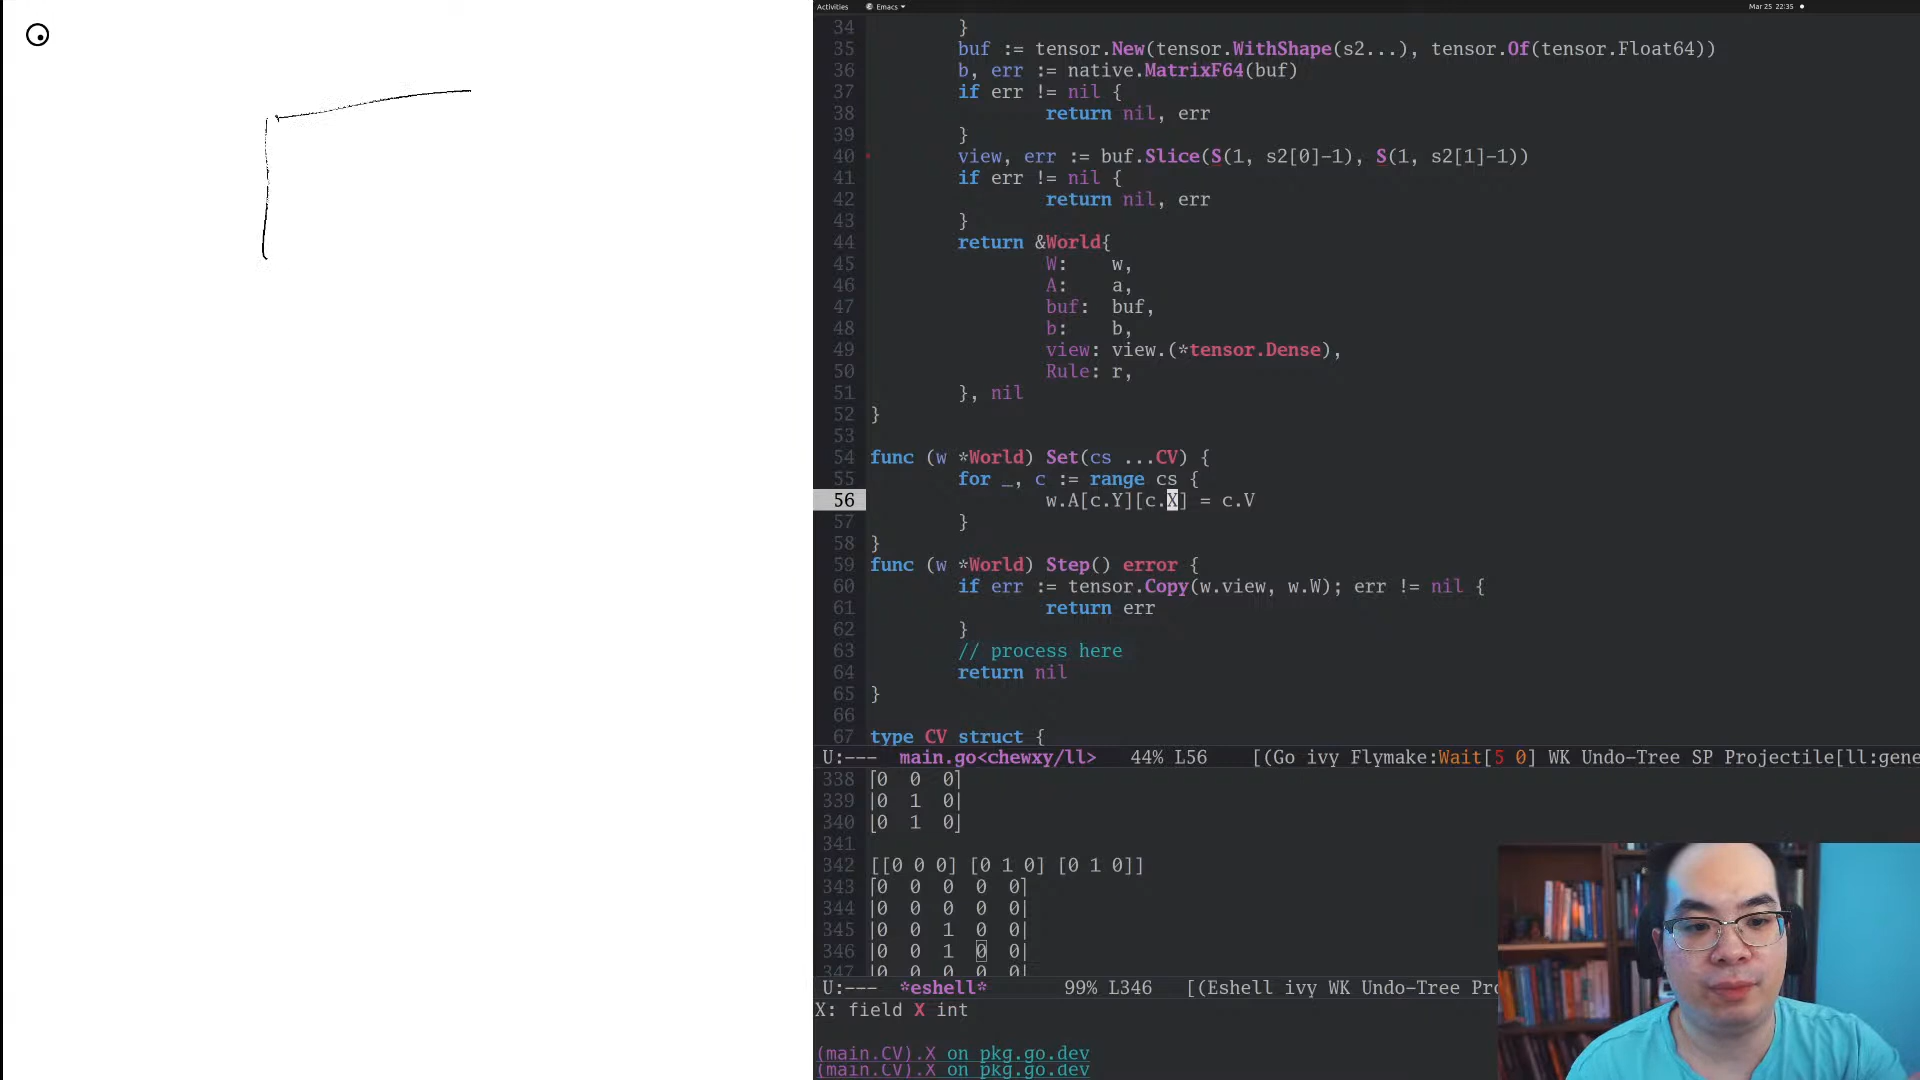 Activities Emacs Mar 25 22:35
34 }
35 buf := tensor.New(tensor.WithShape(s2...), tensor.Of(tensor.Float64))
36 b, err := native.MatrixF64(buf)
37 if err != nil {
38 return nil, err
39 }
40 view, err := buf.Slice(S(1, s2[0]-1), S(1, s2[1]-1))
41 if err != nil {
42 return nil, err
43 }
44 return &World{
45 W: w,
46 A: a,
47 buf: buf,
48 b: b,
49 view: view.(*tensor.Dense),
50 Rule: r,
51 }, nil
52 }
53
54 func (w *World) Set(cs ...CV) {
55 for _, c := range cs {
56 w.A[c.Y][c.X] = c.V
57 }
58 }
59 func (w *World) Step() error {
60 if err := tensor.Copy(w.view, w.W); err != nil {
61 return err
62 }
63 // process here
64 return nil
65 }
66
67 type CV struct {
U:--- main.go<chewxy/ll> 44% L56 [(Go ivy Flymake:Wait[5 0] WK Undo-Tree SP Projectile[ll:gene
338 |0 0 0|
339 |0 1 0|
340 ⎣0 1 0⎦
341
342 [[0 0 0] [0 1 0] [0 1 0]]
343 ⎡0 0 0 0 0⎤
344 |0 0 0 0 0|
345 |0 0 1 0 0|
346 |0 0 1 0 0|
347 |0 0 0 0 0|
U:--- *eshell* 99% L346 [(Eshell ivy WK Undo-Tree Pro
X: field X int
(main.CV).X on pkg.go.dev
(main.CV).X on pkg.go.dev